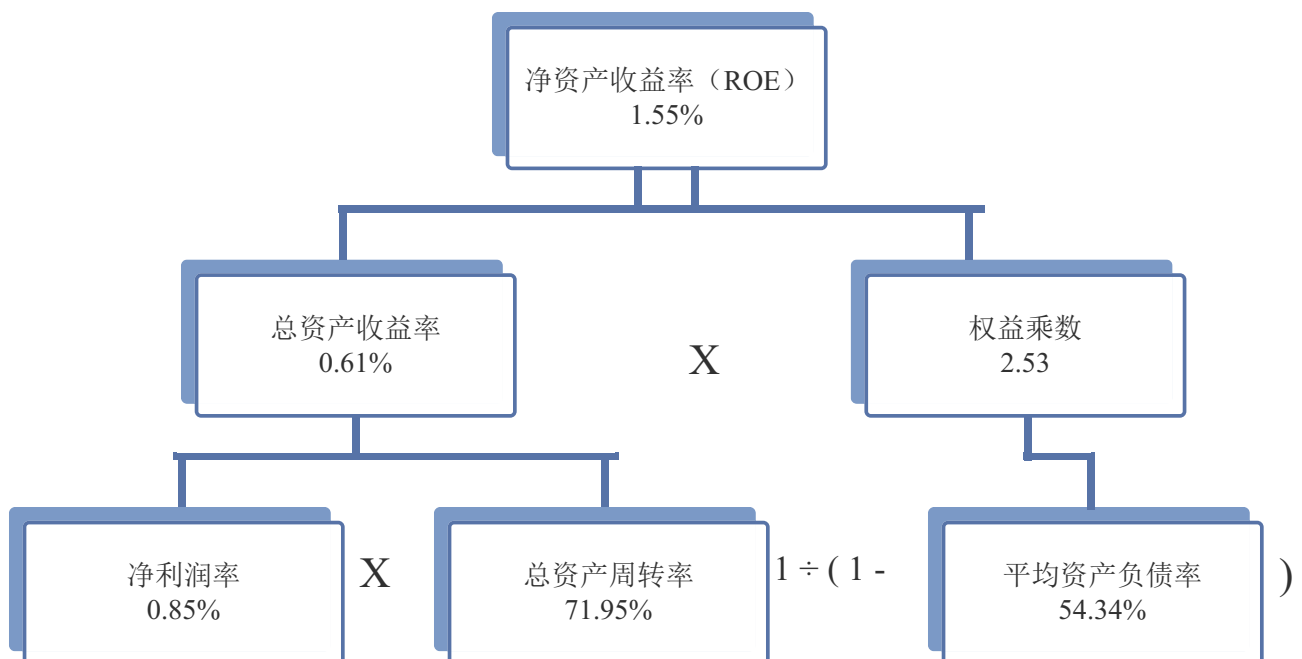 净资产收益率（ROE）
1.55%
总资产收益率
0.61%
X
权益乘数
2.53
净利润率
0.85%
X
总资产周转率
71.95%
1 ÷ ( 1 -
平均资产负债率
54.34%
)